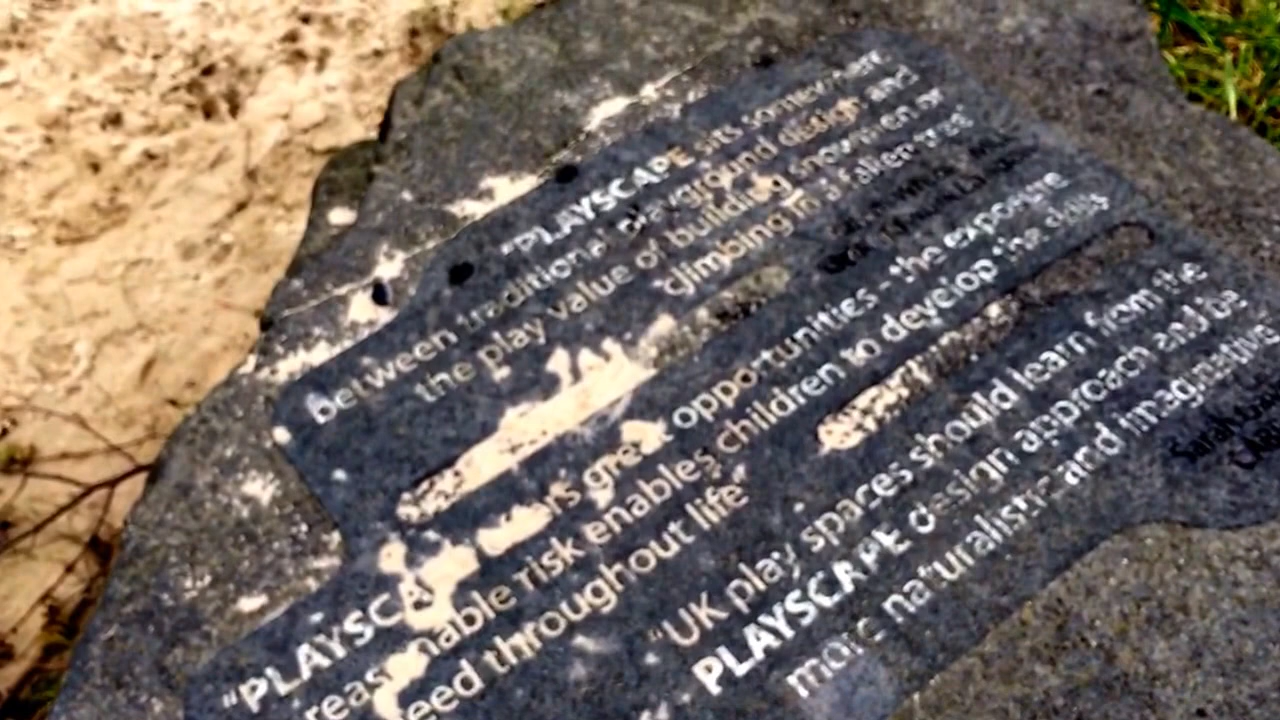 "PLAYSCAPE sits somewhere
between traditional playground design and
the play value of building snowmen or
climbing in a fallen tree"
"PLAYSCAPE great opportunities - the exposure
reasonable risk enables children to develop the skills
need throughout life"
"UK play spaces should learn from the
PLAYSCAPE design approach and be
more naturalistic and imaginative
Sarah